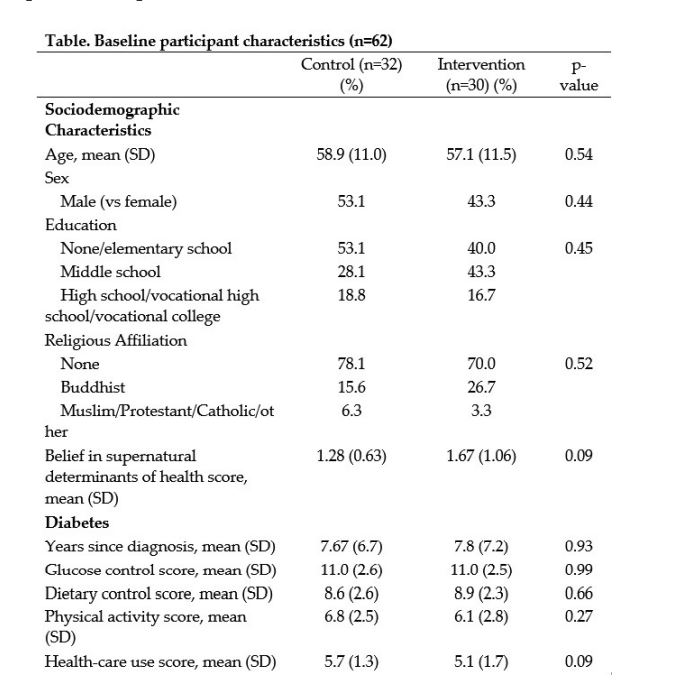 Table. Baseline participant characteristics (n=62)
Control (n=32) Intervention p-
(%) (n=30) (%) value
Sociodemographic
Characteristics
Age, mean (SD) 58.9 (11.0) 57.1 (11.5) 0.54
Sex
Male (vs female) 53.1 43.3 0.44
Education
None/elementary school 53.1 40.0 0.45
Middle school 28.1 43.3
High school/vocational high 18.8 16.7
school/vocational college
Religious Affiliation
None 78.1 70.0 0.52
Buddhist 15.6 26.7
Muslim/Protestant/Catholic/ot 6.3 3.3
her
Belief in supernatural 1.28 (0.63) 1.67 (1.06) 0.09
determinants of health score,
mean (SD)
Diabetes
Years since diagnosis, mean (SD) 7.67 (6.7) 7.8 (7.2) 0.93
Glucose control score, mean (SD) 11.0 (2.6) 11.0 (2.5) 0.99
Dietary control score, mean (SD) 8.6 (2.6) 8.9 (2.3) 0.66
Physical activity score, mean 6.8 (2.5) 6.1 (2.8) 0.27
(SD)
Health-care use score, mean (SD) 5.7 (1.3) 5.1 (1.7) 0.09